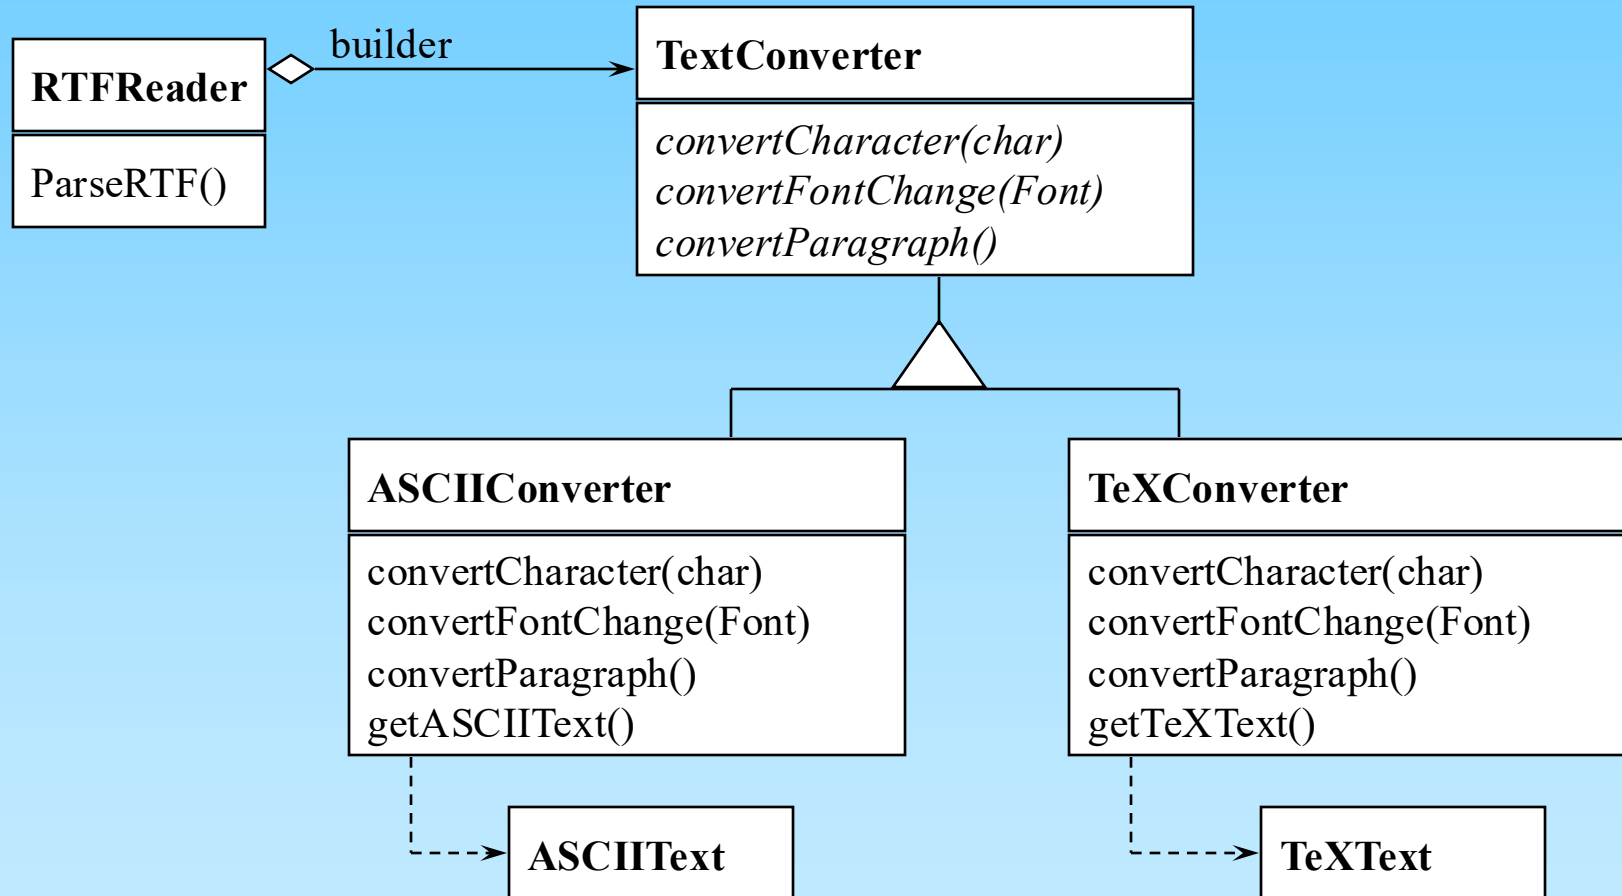 builder
RTFReader
ParseRTF()
TextConverter
convertCharacter(char)
convertFontChange(Font)
convertParagraph()
ASCIIConverter
convertCharacter(char)
convertFontChange(Font)
convertParagraph()
getASCIIText()
TeXConverter
convertCharacter(char)
convertFontChange(Font)
convertParagraph()
getTeXText()
ASCIIText
TeXText